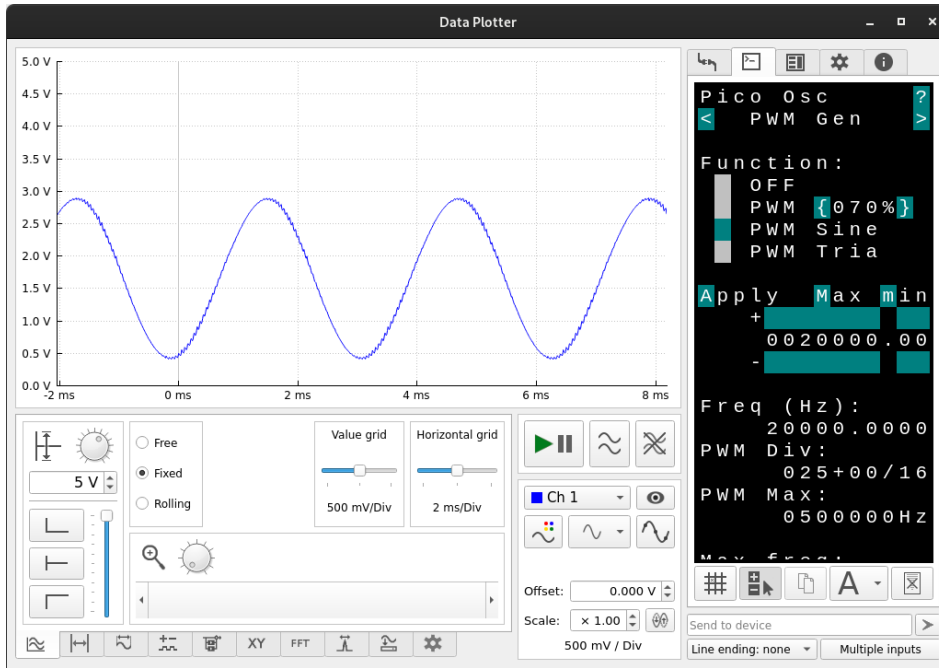 Data Plotter
5.0 V
4.5 V
4.0 V
3.5 V
3.0 V
2.5 V
2.0 V
1.5 V
1.0 V
0.5 V
0.0 V
-2 ms 0 ms 2 ms 4 ms 6 ms 8 ms
Pico Osc ?
< PWM Gen >
Function:
OFF
PWM {070%}
PWM Sine
PWM Tria
Apply Max min
+
0020000.00
-
Freq (Hz):
20000.0000
PWM Div:
025+00/16
PWM Max:
0500000Hz
Max freq:
5 V
Free
Fixed
Rolling
Value grid
500 mV/Div
Horizontal grid
2 ms/Div
Ch 1
Offset: 0.000 V
Scale: × 1.00
500 mV / Div
XY
FFT
A
Send to device
Line ending: none
Multiple inputs